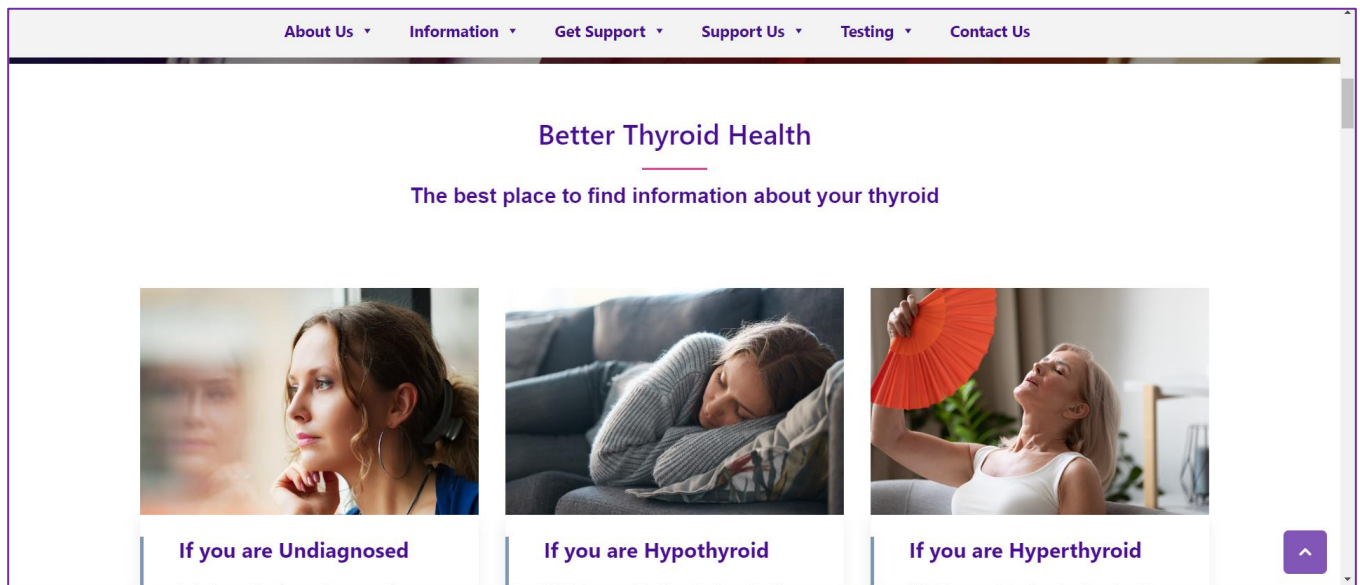 About Us Information Get Support Support Us Testing Contact Us
Better Thyroid Health
The best place to find information about your thyroid
If you are Undiagnosed
If you are Hypothyroid
If you are Hyperthyroid